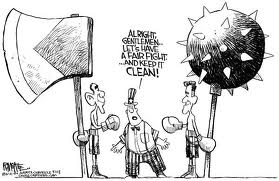 ALRIGHT,
GENTLEMEN...
LET'S HAVE
A FAIR FIGHT.
...AND KEEP IT
CLEAN!